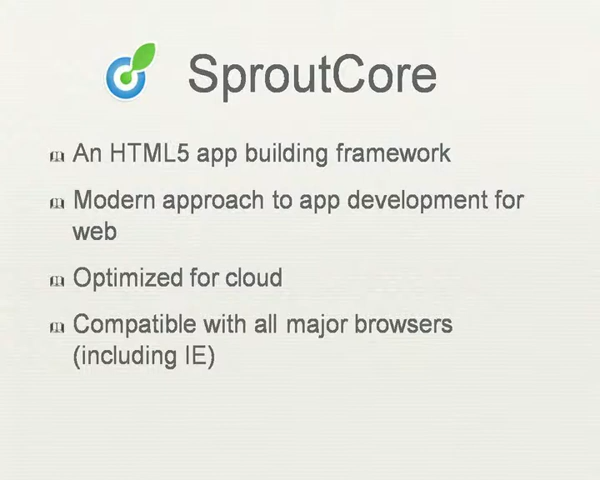 SproutCore
An HTML5 app building framework
Modern approach to app development for
web
Optimized for cloud
Compatible with all major browsers
(including IE)